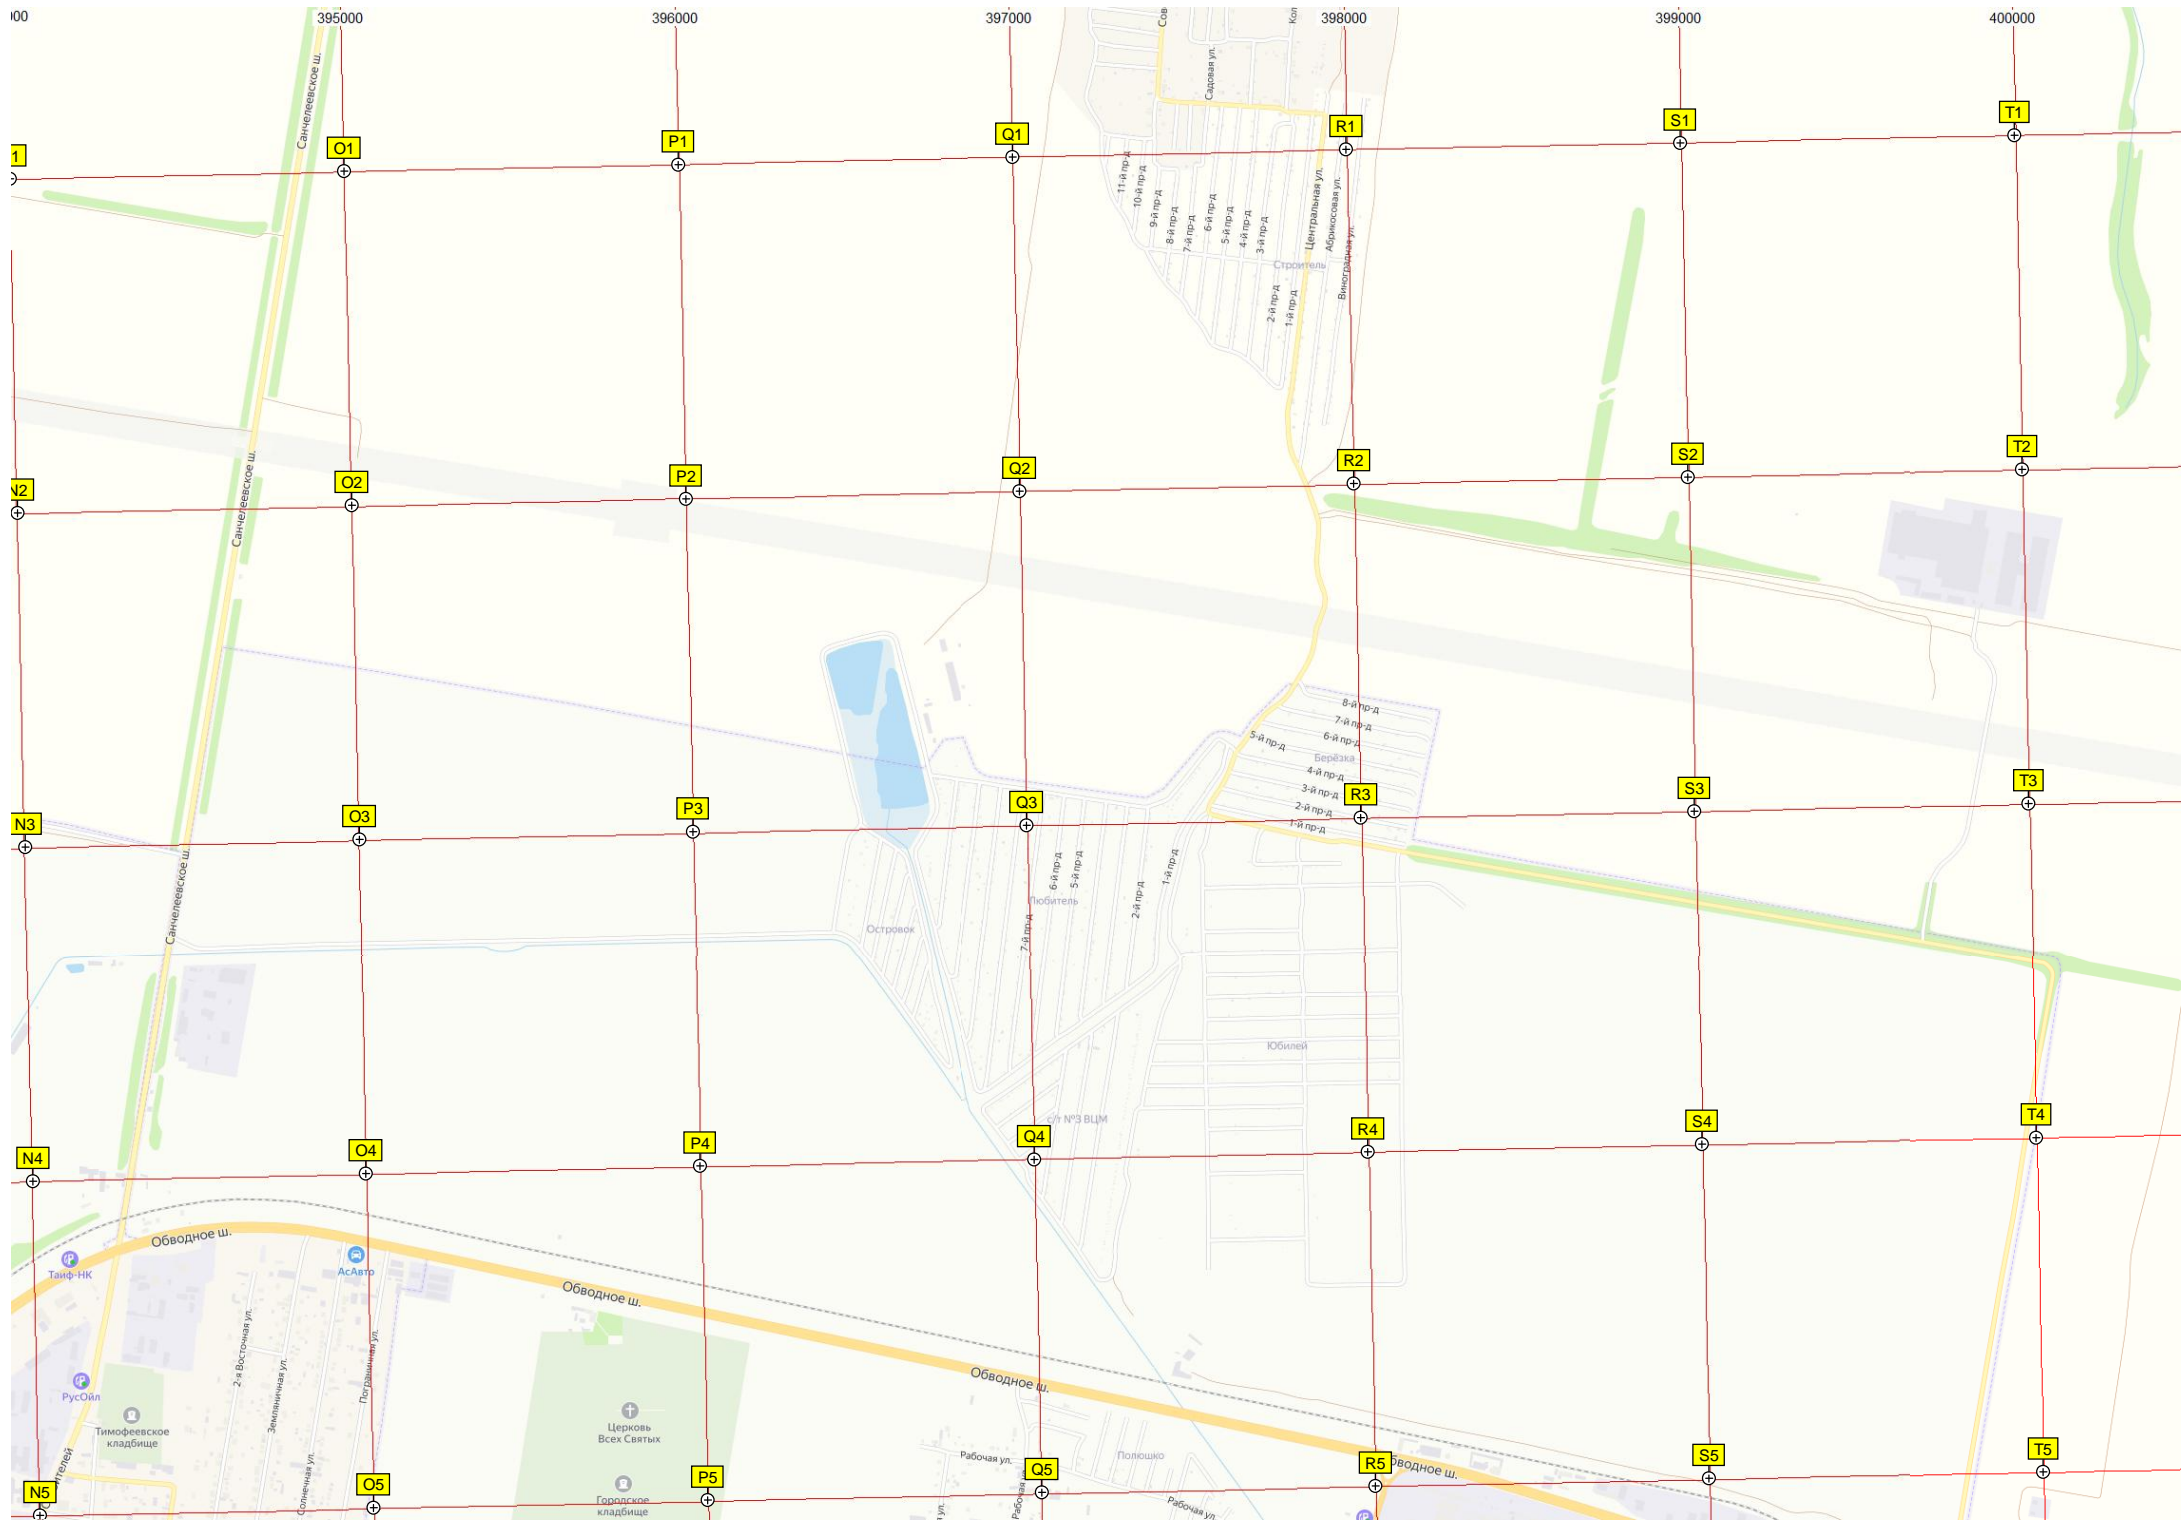 000
395000
396000
397000
398000
399000
400000
Санчелеевское ш.
Садовая ул.
1
O1
P1
Q1
R1
S1
T1
11-й пр-д
10-й пр-д
9-й пр-д
8-й пр-д
7-й пр-д
6-й пр-д
5-й пр-д
4-й пр-д
3-й пр-д
Центральная ул.
Абрикосовая ул.
Виноградная ул.
Строитель
2-й пр-д
1-й пр-д
N2
O2
P2
Q2
R2
S2
T2
Санчелеевское ш.
8-й пр-д
7-й пр-д
6-й пр-д
5-й пр-д
Берёзка
4-й пр-д
3-й пр-д
2-й пр-д
1-й пр-д
N3
O3
P3
Q3
R3
S3
T3
Санчелеевское ш.
6-й пр-д
5-й пр-д
2-й пр-д
1-й пр-д
Любитель
7-й пр-д
Островок
Юбилей
с/т №3 ВЦМ
N4
O4
P4
Q4
R4
S4
T4
Обводное ш.
Таиф-НК
АсАвто
Обводное ш.
2-я Восточная ул.
Земляничная ул.
Пограничная ул.
Обводное ш.
РусОйл
Тимофеевское
кладбище
Церковь
Всех Святых
Солнечная ул.
Рабочая ул.
Полюшко
Обводное ш.
Городское
кладбище
Рабочая ул.
Рабочая ул.
N5
O5
P5
Q5
R5
S5
T5